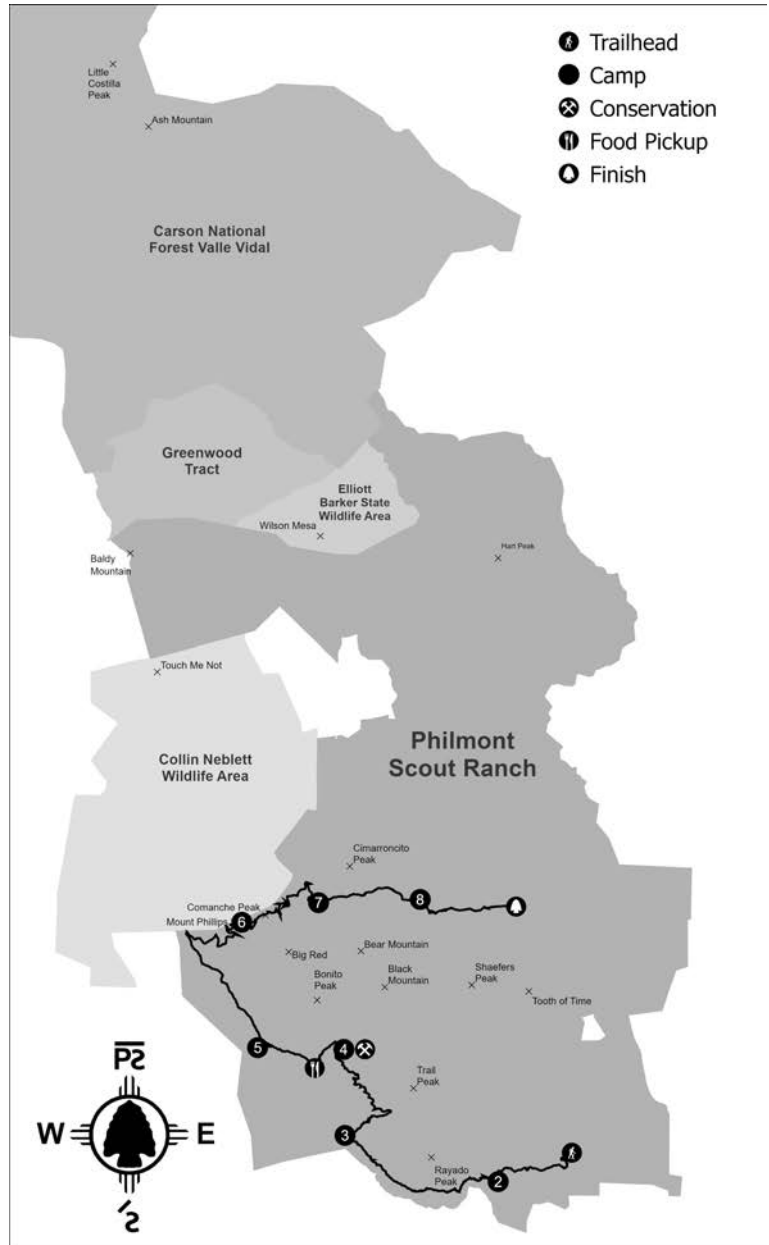 Trailhead
Camp
Conservation
Food Pickup
Finish
Little
Costilla
Peak
Ash Mountain
Carson National
Forest Valle Vidal
Greenwood
Tract
Elliott
Barker State
Wildlife Area
Wilson Mesa
Hart Peak
Baldy
Mountain
Touch Me Not
Philmont
Scout Ranch
Collin Neblett
Wildlife Area
Cimarroncito
Peak
Comanche Peak
Mount Phillips
6
7
8
Big Red
Bear Mountain
Bonito
Peak
Black
Mountain
Shaefers
Peak
Tooth of Time
5
4
Trail
Peak
3
Rayado
Peak
2
W
E